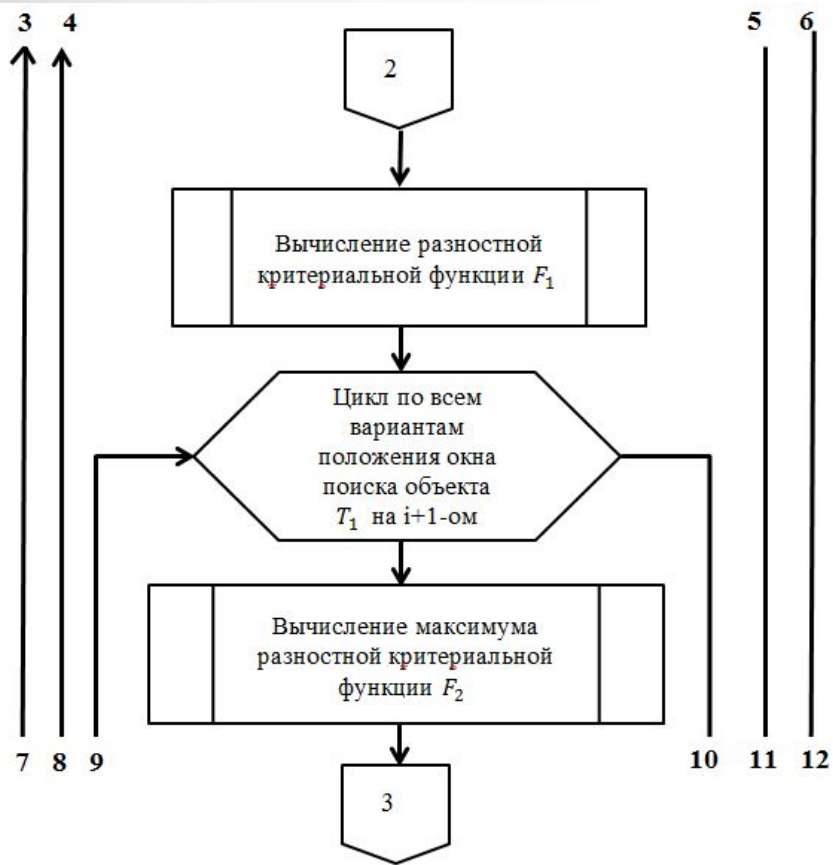 3 4 5 6
2
Вычисление разностной
критериальной функции F₁
Цикл по всем
вариантам
положения окна
поиска объекта
T₁ на i+1-ом
Вычисление максимума
разностной критериальной
функции F₂
7 8 9 10 11 12
3